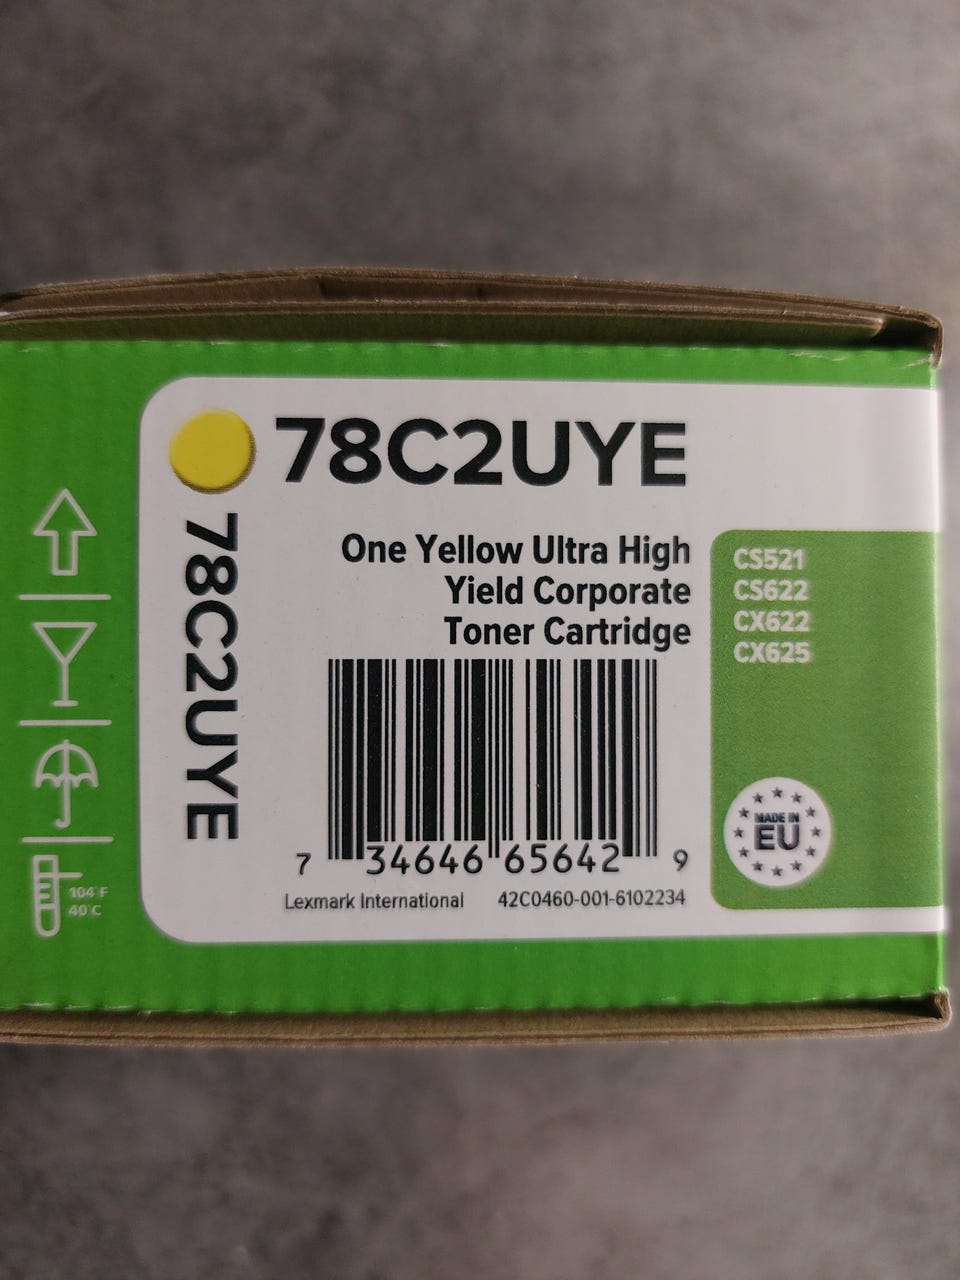 78C2UYE
78C2UYE
One Yellow Ultra High
Yield Corporate
Toner Cartridge
CS521
CS622
CX622
CX625
MADE IN
EU
7 34646 65642 9
Lexmark International 42C0460-001-6102234
104°F
40°C